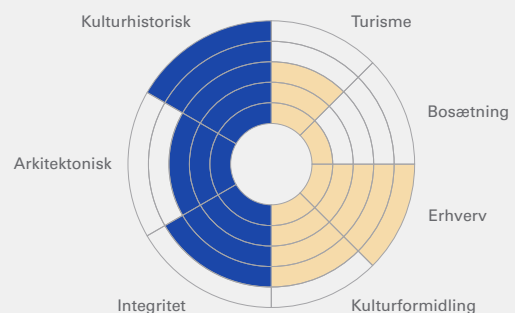 Kulturhistorisk
Turisme
Bosætning
Arkitektonisk
Erhverv
Integritet
Kulturformidling